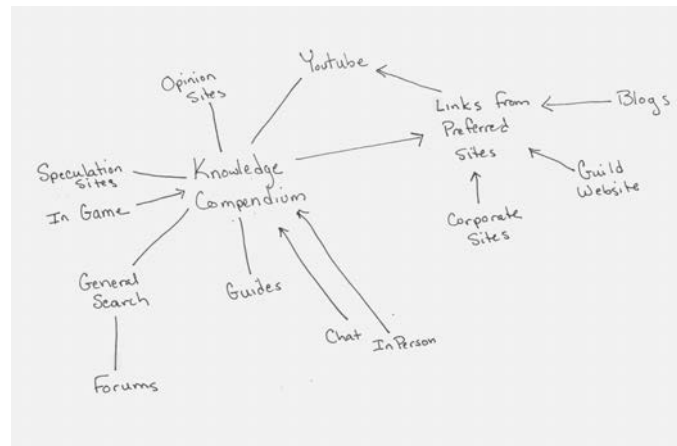 Youtube
Opinion
Sites
Links from
Preferred
Sites
Blogs
Speculation
Sites
Knowledge
Compendium
In Game
Guild
Website
Corporate
Sites
General
Search
Guides
Chat
In Person
Forums